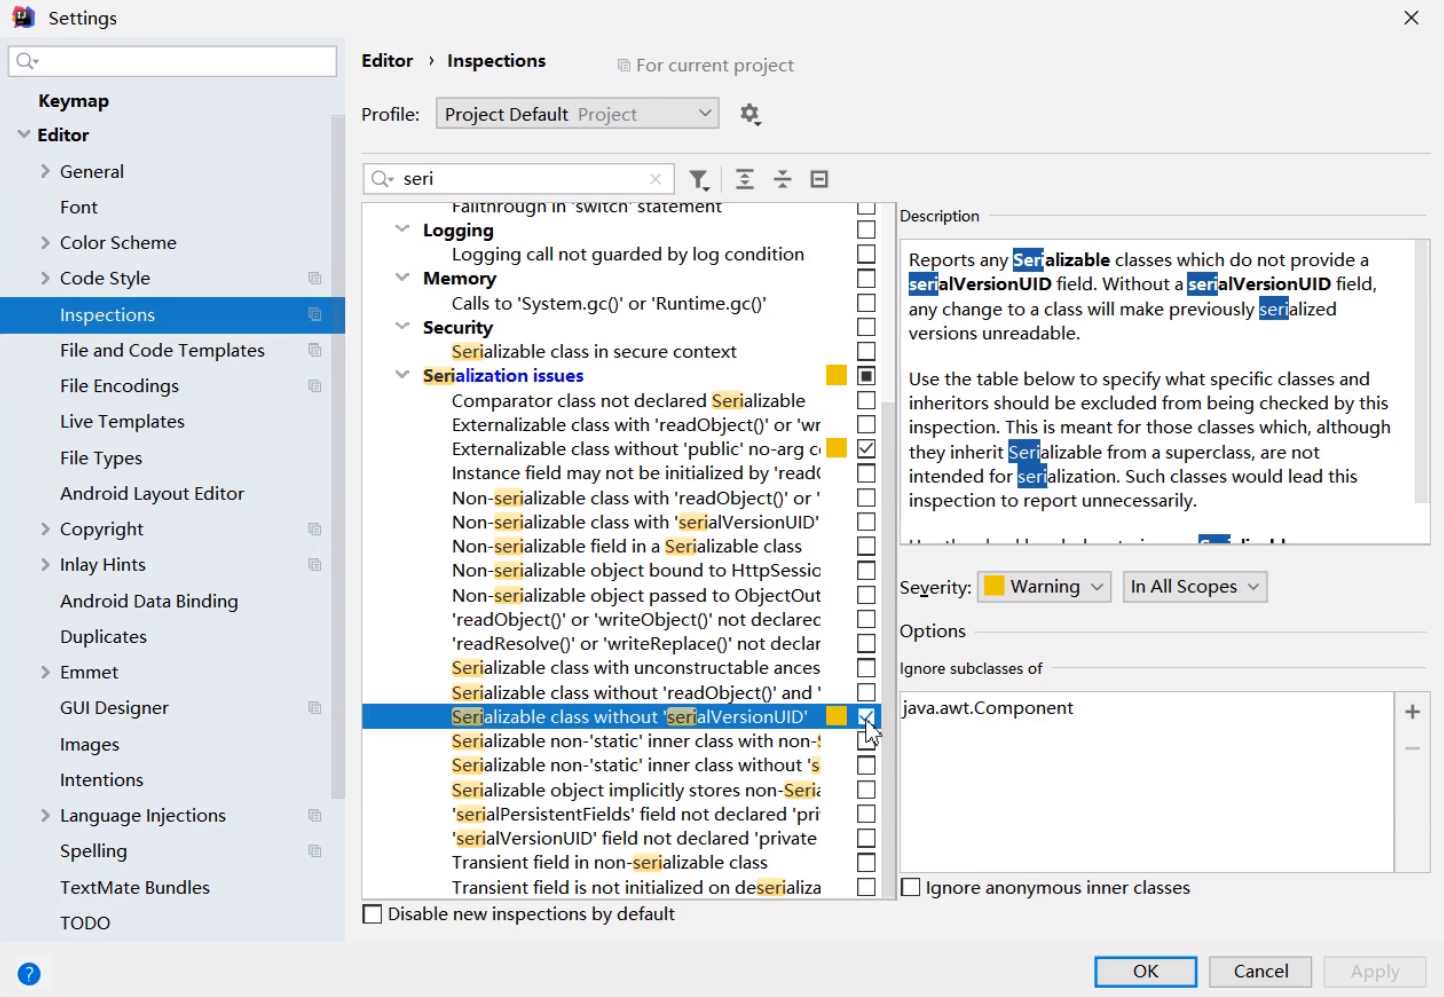 Settings
Editor › Inspections
For current project
Keymap
Editor
General
Font
Color Scheme
Code Style
Inspections
File and Code Templates
File Encodings
Live Templates
File Types
Android Layout Editor
Copyright
Inlay Hints
Android Data Binding
Duplicates
Emmet
GUI Designer
Images
Intentions
Language Injections
Spelling
TextMate Bundles
TODO
Profile: Project Default Project
seri
Fallthrough in 'switch' statement
Logging
Logging call not guarded by log condition
Memory
Calls to 'System.gc()' or 'Runtime.gc()'
Security
Serializable class in secure context
Serialization issues
Comparator class not declared Serializable
Externalizable class with 'readObject()' or 'wr
Externalizable class without 'public' no-arg c
Instance field may not be initialized by 'read
Non-serializable class with 'readObject()' or '
Non-serializable class with 'serialVersionUID'
Non-serializable field in a Serializable class
Non-serializable object bound to HttpSessio
Non-serializable object passed to ObjectOut
'readObject()' or 'writeObject()' not declared
'readResolve()' or 'writeReplace()' not declar
Serializable class with unconstructable ances
Serializable class without 'readObject()' and '
Serializable class without 'serialVersionUID'
Serializable non-'static' inner class with non-S
Serializable non-'static' inner class without 's
Serializable object implicitly stores non-Seria
'serialPersistentFields' field not declared 'pri
'serialVersionUID' field not declared 'private
Transient field in non-serializable class
Transient field is not initialized on deserializa
Disable new inspections by default
Description
Reports any Serializable classes which do not provide a
serialVersionUID field. Without a serialVersionUID field,
any change to a class will make previously serialized
versions unreadable.
Use the table below to specify what specific classes and
inheritors should be excluded from being checked by this
inspection. This is meant for those classes which, although
they inherit Serializable from a superclass, are not
intended for serialization. Such classes would lead this
inspection to report unnecessarily.
Severity: Warning In All Scopes
Options
Ignore subclasses of
java.awt.Component
Ignore anonymous inner classes
?
OK
Cancel
Apply